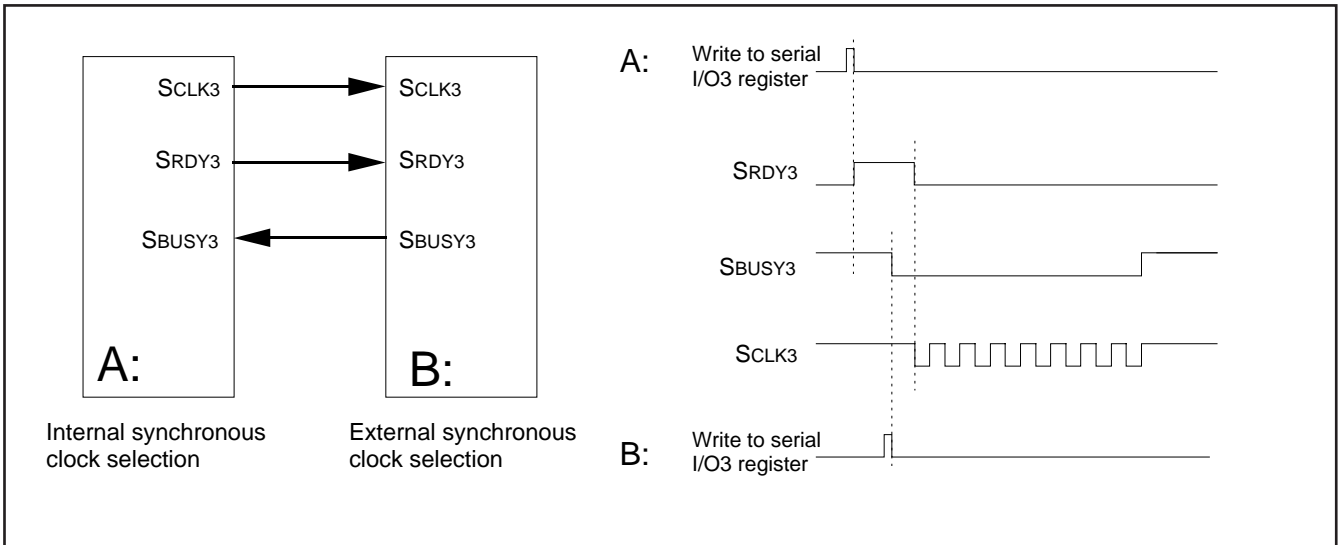 SCLK3
SRDY3
SBUSY3
A:
Internal synchronous
clock selection
SCLK3
SRDY3
SBUSY3
B:
External synchronous
clock selection
A:
Write to serial
I/O3 register
SRDY3
SBUSY3
SCLK3
B:
Write to serial
I/O3 register